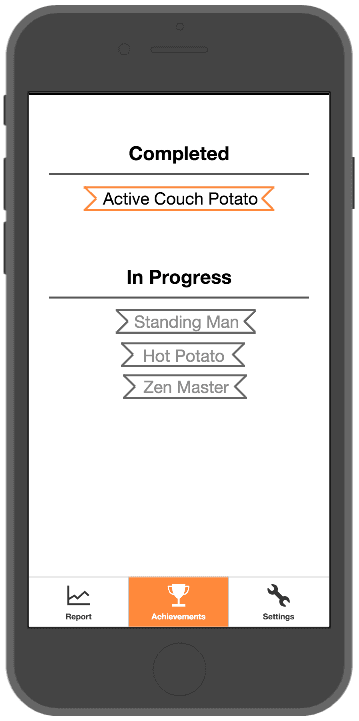 Completed
Active Couch Potato
In Progress
Standing Man
Hot Potato
Zen Master
Report Achievements Settings